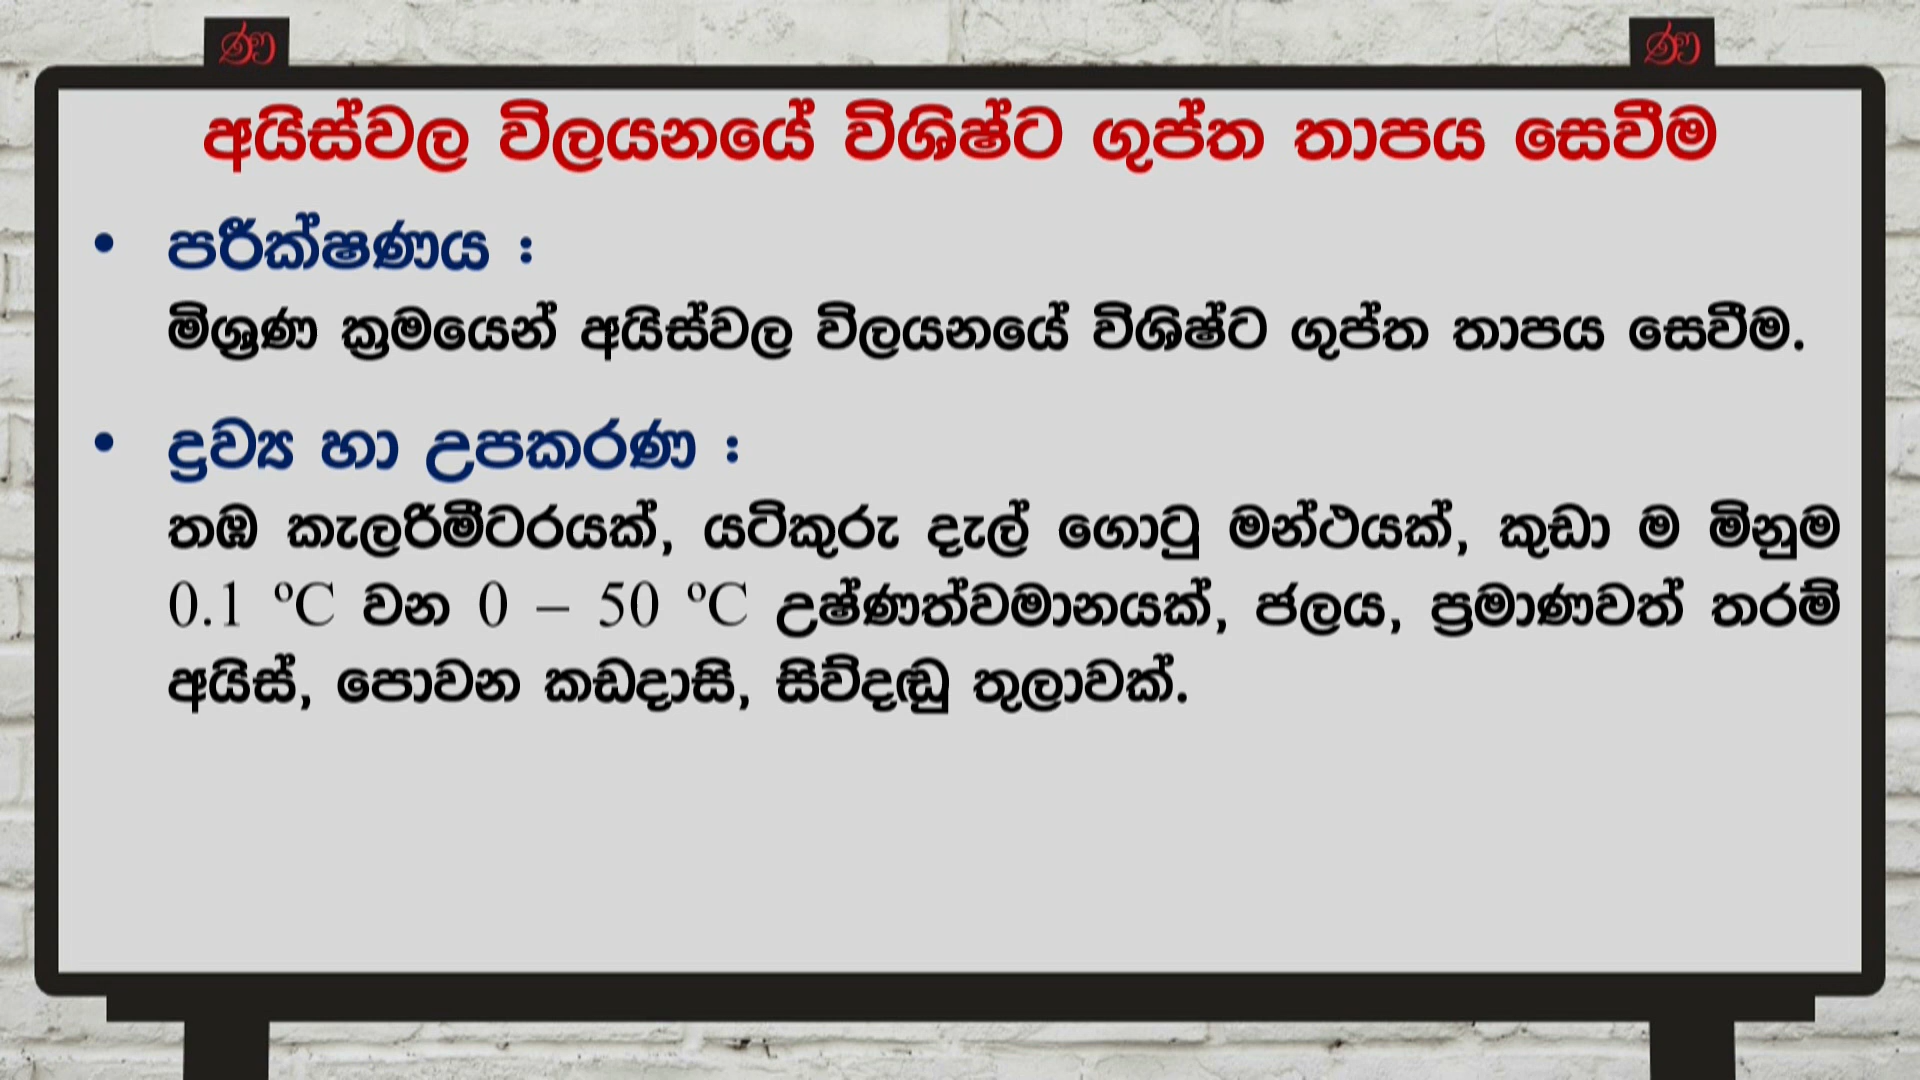 ණ ණ
අයිස්වල විලයනයේ විශිෂ්ට ගුප්ත තාපය සෙවීම
• පරීක්ෂණය :
මිශ්‍රණ ක්‍රමයෙන් අයිස්වල විලයනයේ විශිෂ්ට ගුප්ත තාපය සෙවීම.
• ද්‍රව්‍ය හා උපකරණ :
තඹ කැලරිමීටරයක්, යටිකුරු දැල් ගොටු මන්ථයක්, කුඩා ම මිනුම
0.1 ºC වන 0 – 50 ºC උෂ්ණත්වමානයක්, ජලය, ප්‍රමාණවත් තරම්
අයිස්, පොවන කඩදාසි, සිව්දඬු තුලාවක්.